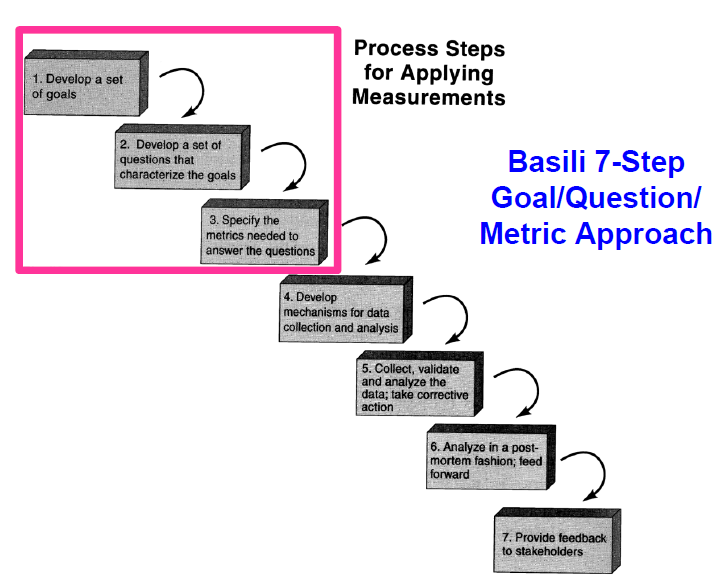 Process Steps
for Applying
Measurements
Basili 7-Step
Goal/Question/
Metric Approach
1. Develop a set
of goals
2. Develop a set of
questions that
characterize the goals
3. Specify the
metrics needed to
answer the questions
4. Develop
mechanisms for data
collection and analysis
5. Collect, validate
and analyze the
data; take corrective
action
6. Analyze in a post-
mortem fashion; feed
forward
7. Provide feedback
to stakeholders